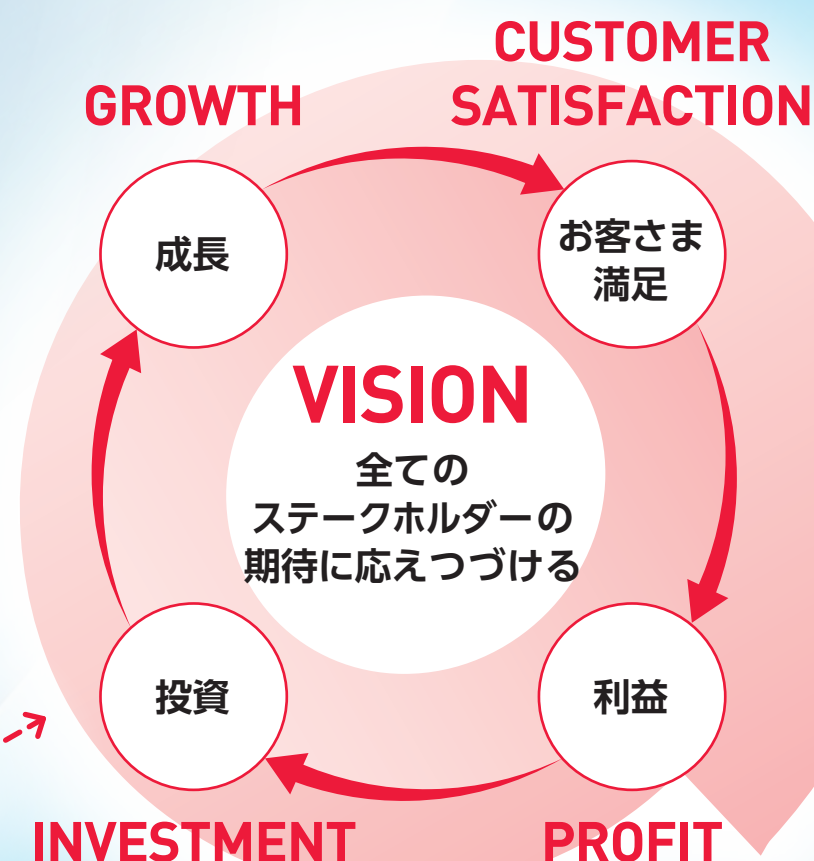 GROWTH
CUSTOMER
SATISFACTION
成長
お客さま
満足
VISION
全ての
ステークホルダーの
期待に応えつづける
投資
利益
INVESTMENT
PROFIT